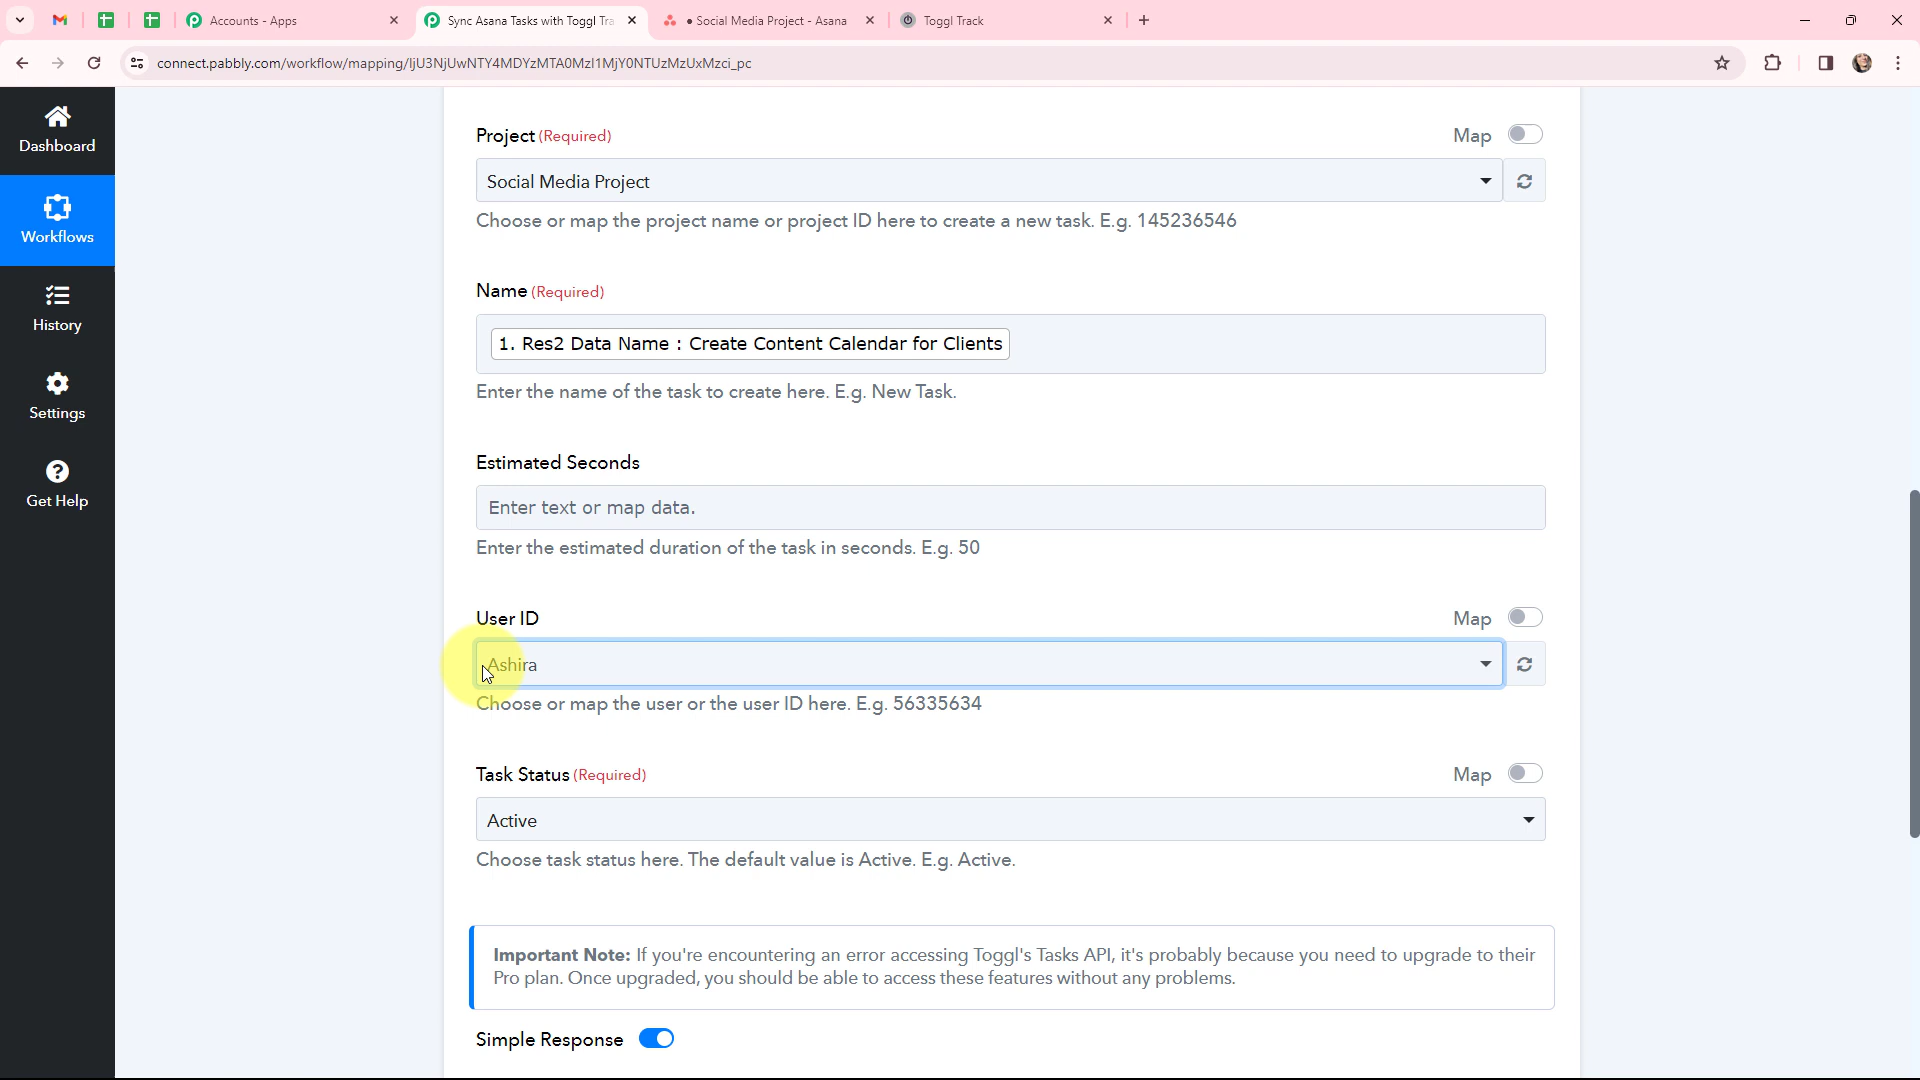 Accounts - Apps
Sync Asana Tasks with Toggl Tra
• Social Media Project - Asana
Toggl Track
connect.pabbly.com/workflow/mapping/IjU3NjUwNTY4MDYzMTA0MzI1MjY0NTUzMzUxMzci_pc
Dashboard
Workflows
History
Settings
Get Help
Project (Required)
Map
Social Media Project
Choose or map the project name or project ID here to create a new task. E.g. 145236546
Name (Required)
1. Res2 Data Name : Create Content Calendar for Clients
Enter the name of the task to create here. E.g. New Task.
Estimated Seconds
Enter text or map data.
Enter the estimated duration of the task in seconds. E.g. 50
User ID
Map
Ashira
Choose or map the user or the user ID here. E.g. 56335634
Task Status (Required)
Map
Active
Choose task status here. The default value is Active. E.g. Active.
Important Note: If you're encountering an error accessing Toggl's Tasks API, it's probably because you need to upgrade to their
Pro plan. Once upgraded, you should be able to access these features without any problems.
Simple Response